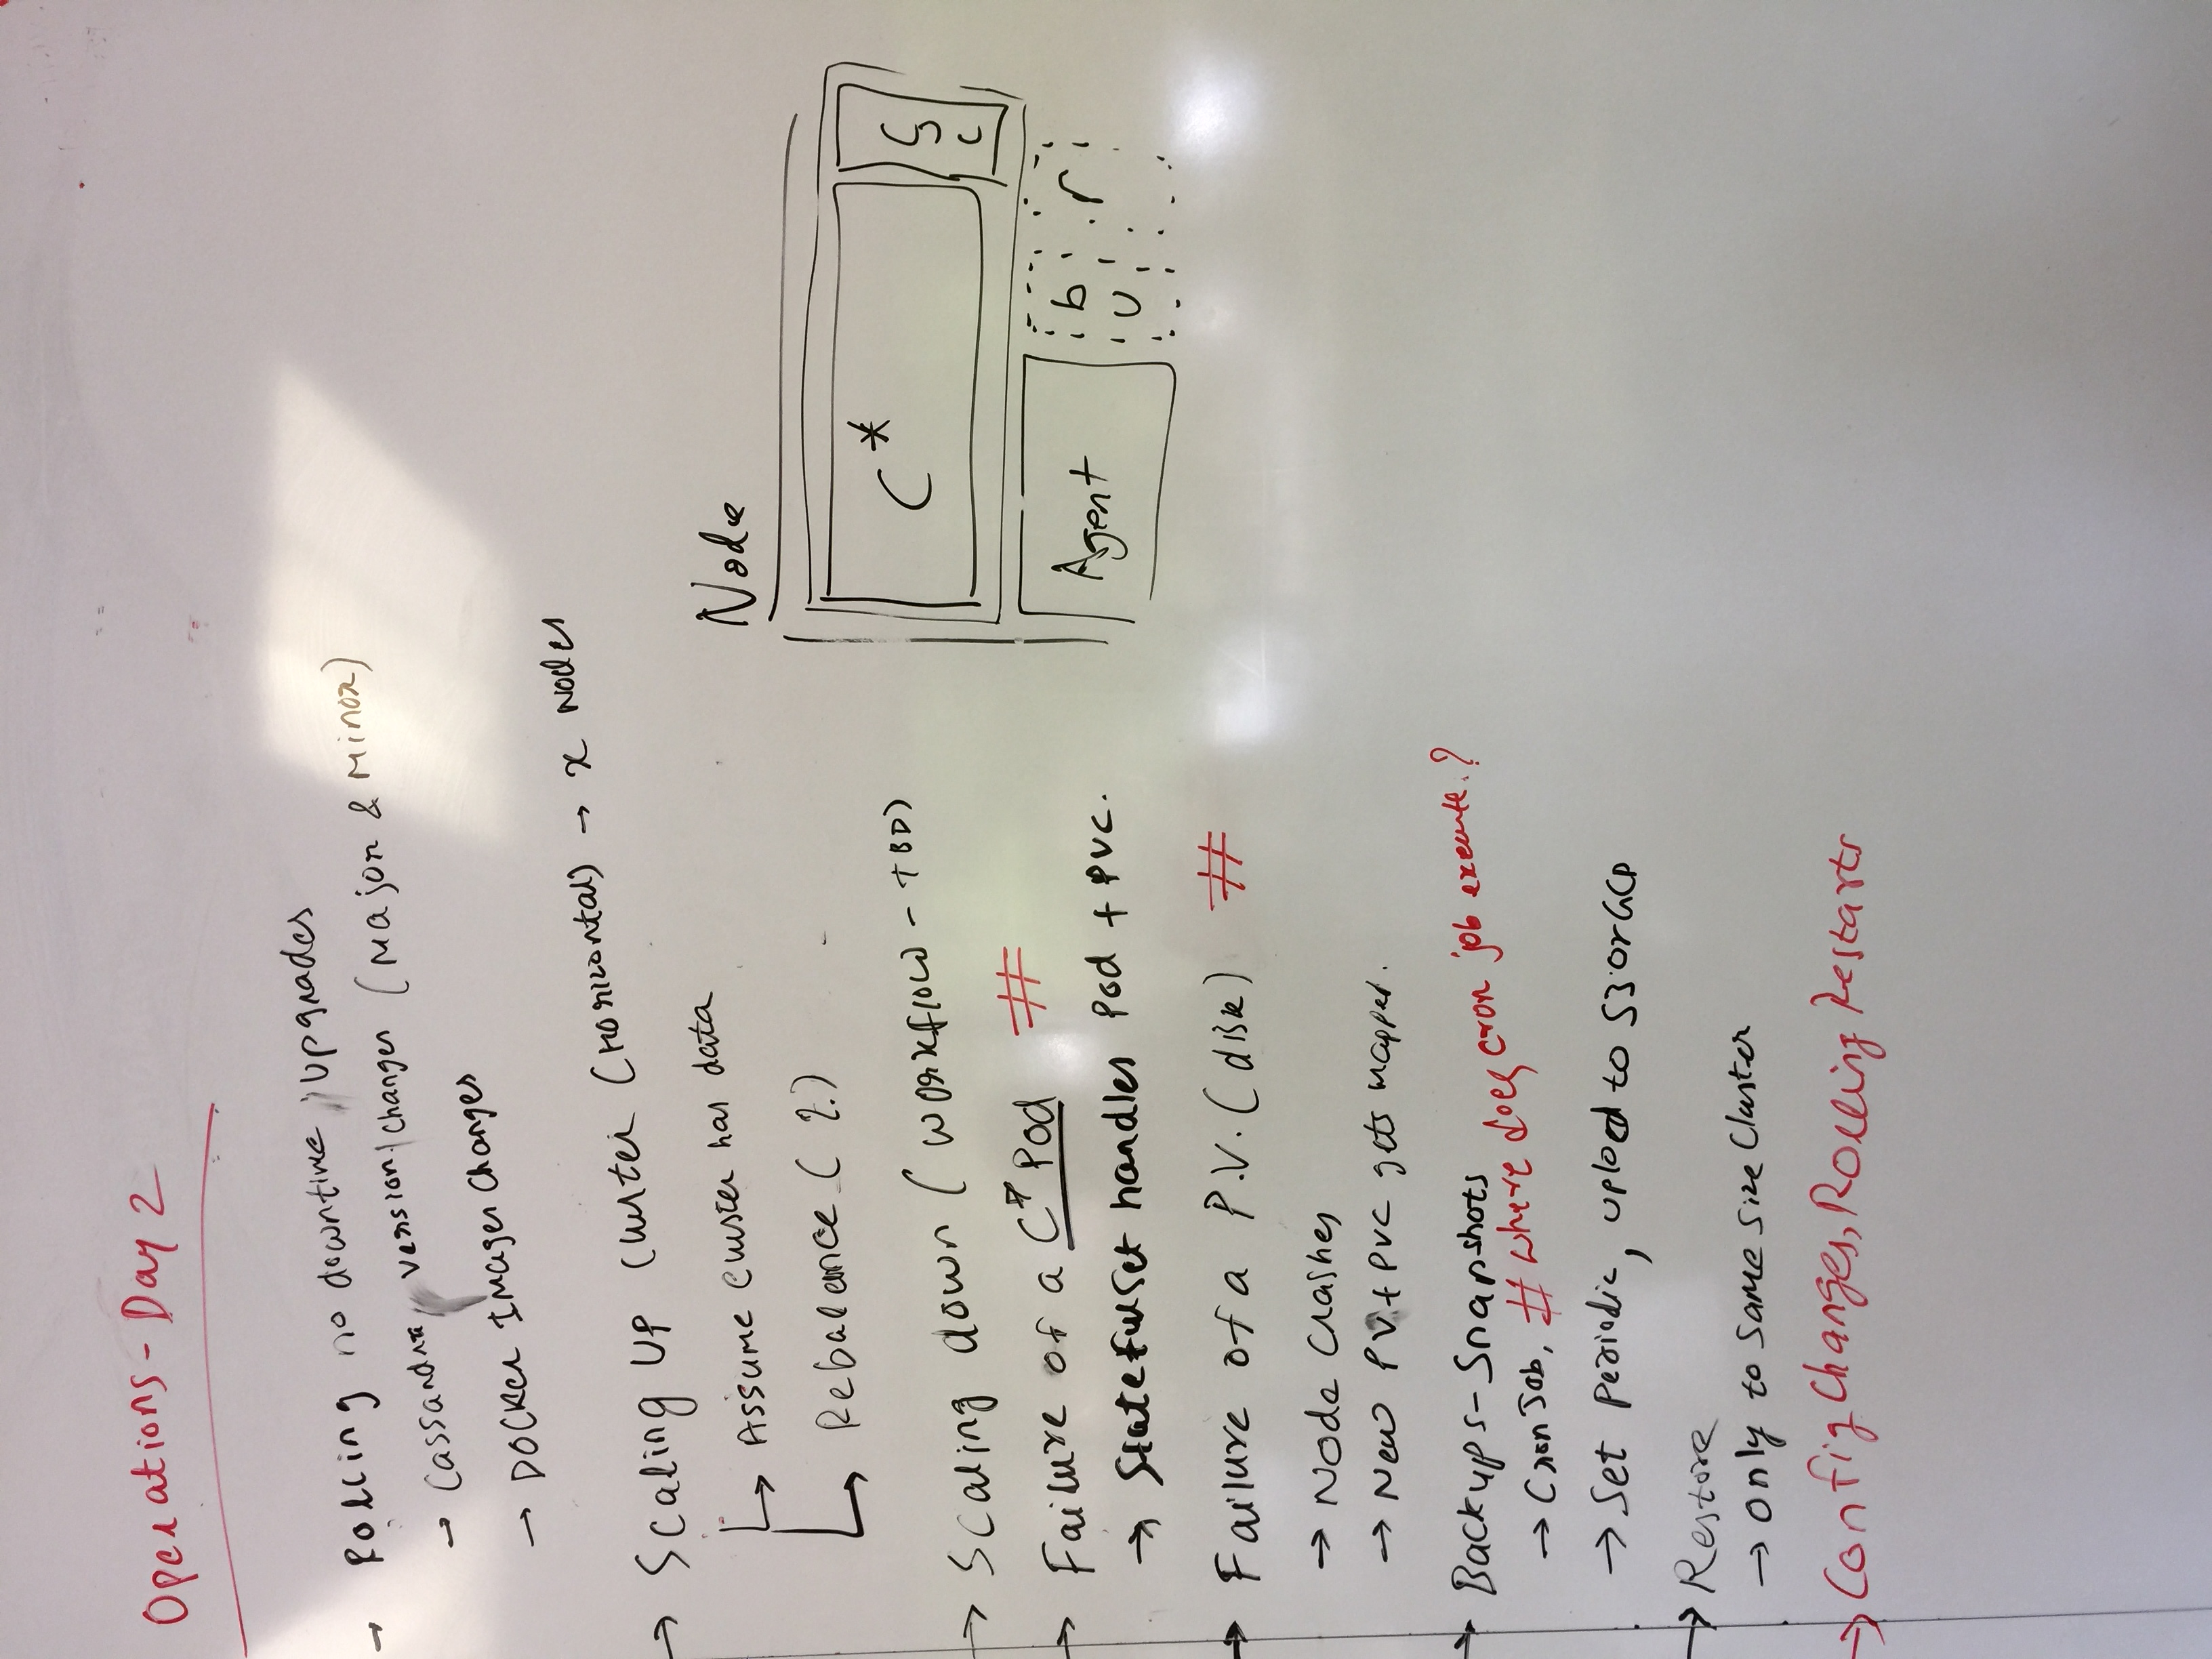 Operations - Day 2
→ Rolling no downtime upgrades
→ Cassandra version changes (Major & Minor)
→ Docker Images Changes
→ Scaling Up Cluster (Horizontal) → x Nodes
→ Assume Cluster has data
→ Rebalance (?)
→ Scaling down (Workflow - TBD)
→ Failure of a C* Pod #
→ Statefulset handles Pod + PVC.
→ Failure of a P.V. (disk) #
→ Node Crashes
→ New PV + PVC gets mapped.
→ Backups - Snapshots
→ Cron Job, # where does cron job execute.?
→ Set periodic, upload to S3 or GCP
→ Restore
→ Only to same size Cluster
→ Config Changes, Rolling Restarts
Node
C*
S
C
Agent
b
u
r